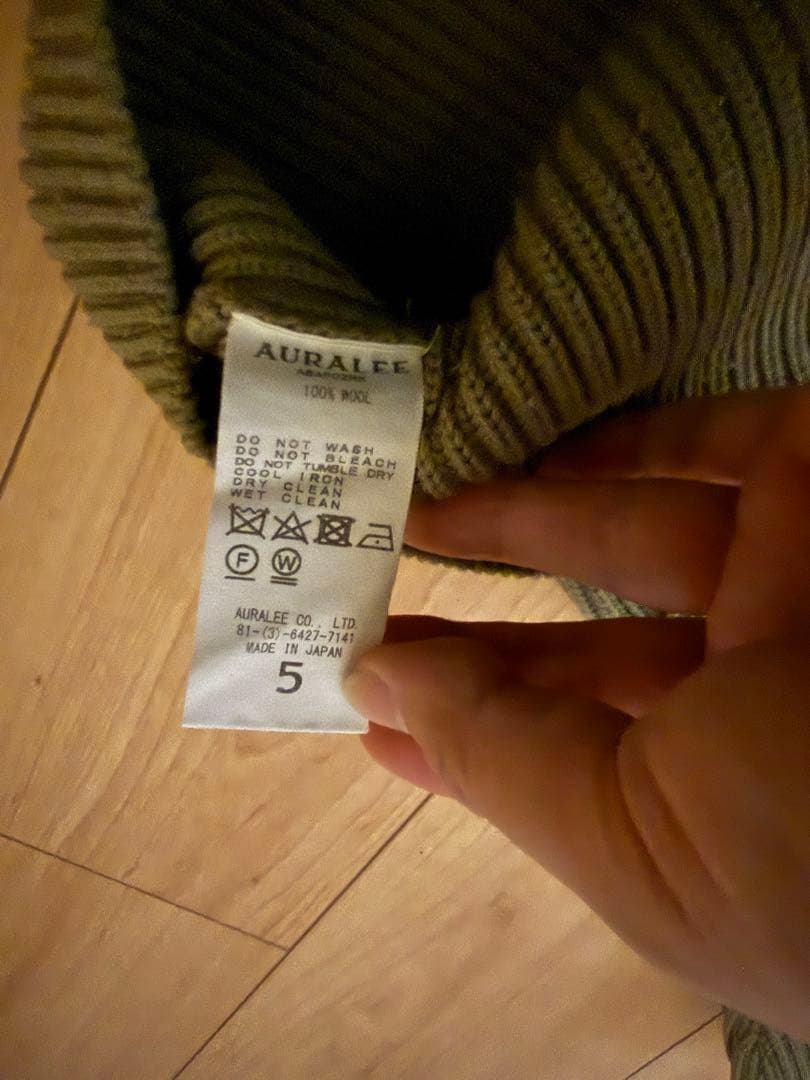 AURALEE
100% WOOL
DO NOT WASH
DO NOT BLEACH
DO NOT TUMBLE DRY
COOL IRON
DRY CLEAN
WET CLEAN
F W
AURALEE CO., LTD.
81-(3)-6427-7141
MADE IN JAPAN
5